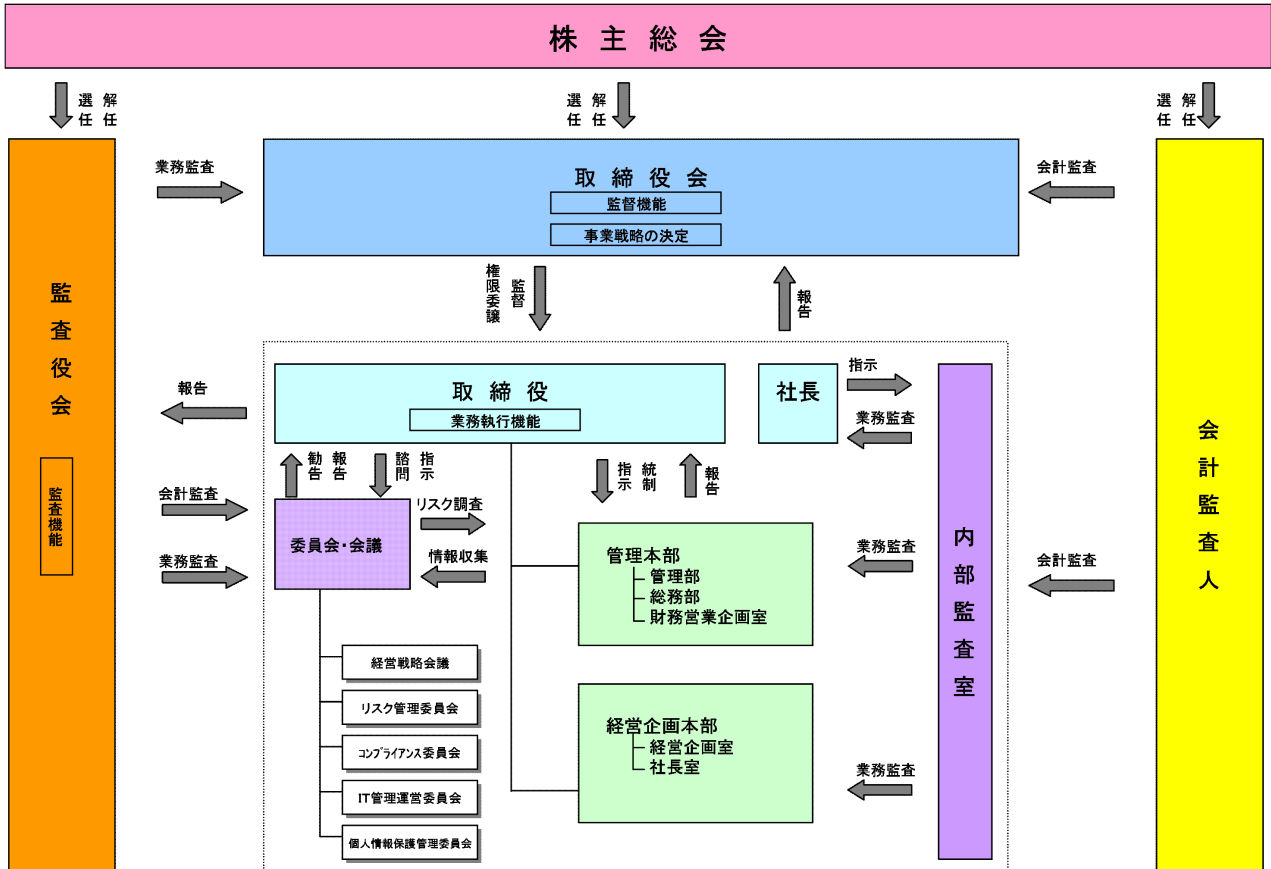 株主総会
選任
解任
選任
解任
選任
解任
監査役会
監査機能
業務監査
取締役会
監督機能
事業戦略の決定
会計監査
会計監査人
権限委譲
監督
報告
報告
取締役
業務執行機能
社長
指示
業務監査
内部監査室
勧告
報告
諮問
指示
指示
統制
報告
会計監査
業務監査
委員会・会議
リスク調査
情報収集
管理本部
管理部
総務部
財務営業企画室
業務監査
会計監査
経営戦略会議
リスク管理委員会
コンプライアンス委員会
IT管理運営委員会
個人情報保護管理委員会
経営企画本部
経営企画室
社長室
業務監査